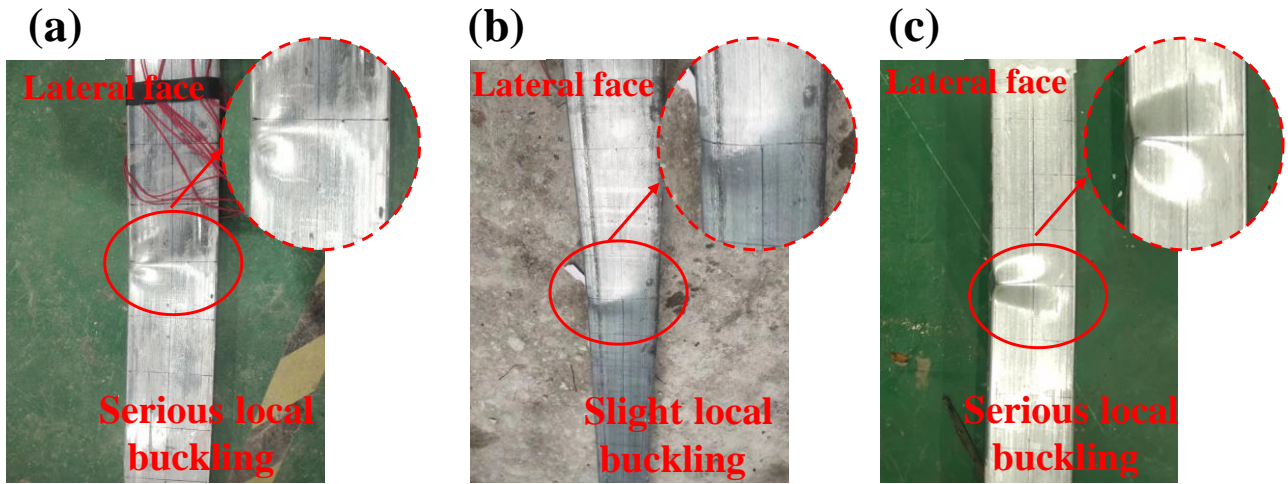 (a)
Lateral face
Serious local
buckling
(b)
Lateral face
Slight local
buckling
(c)
Lateral face
Serious local
buckling